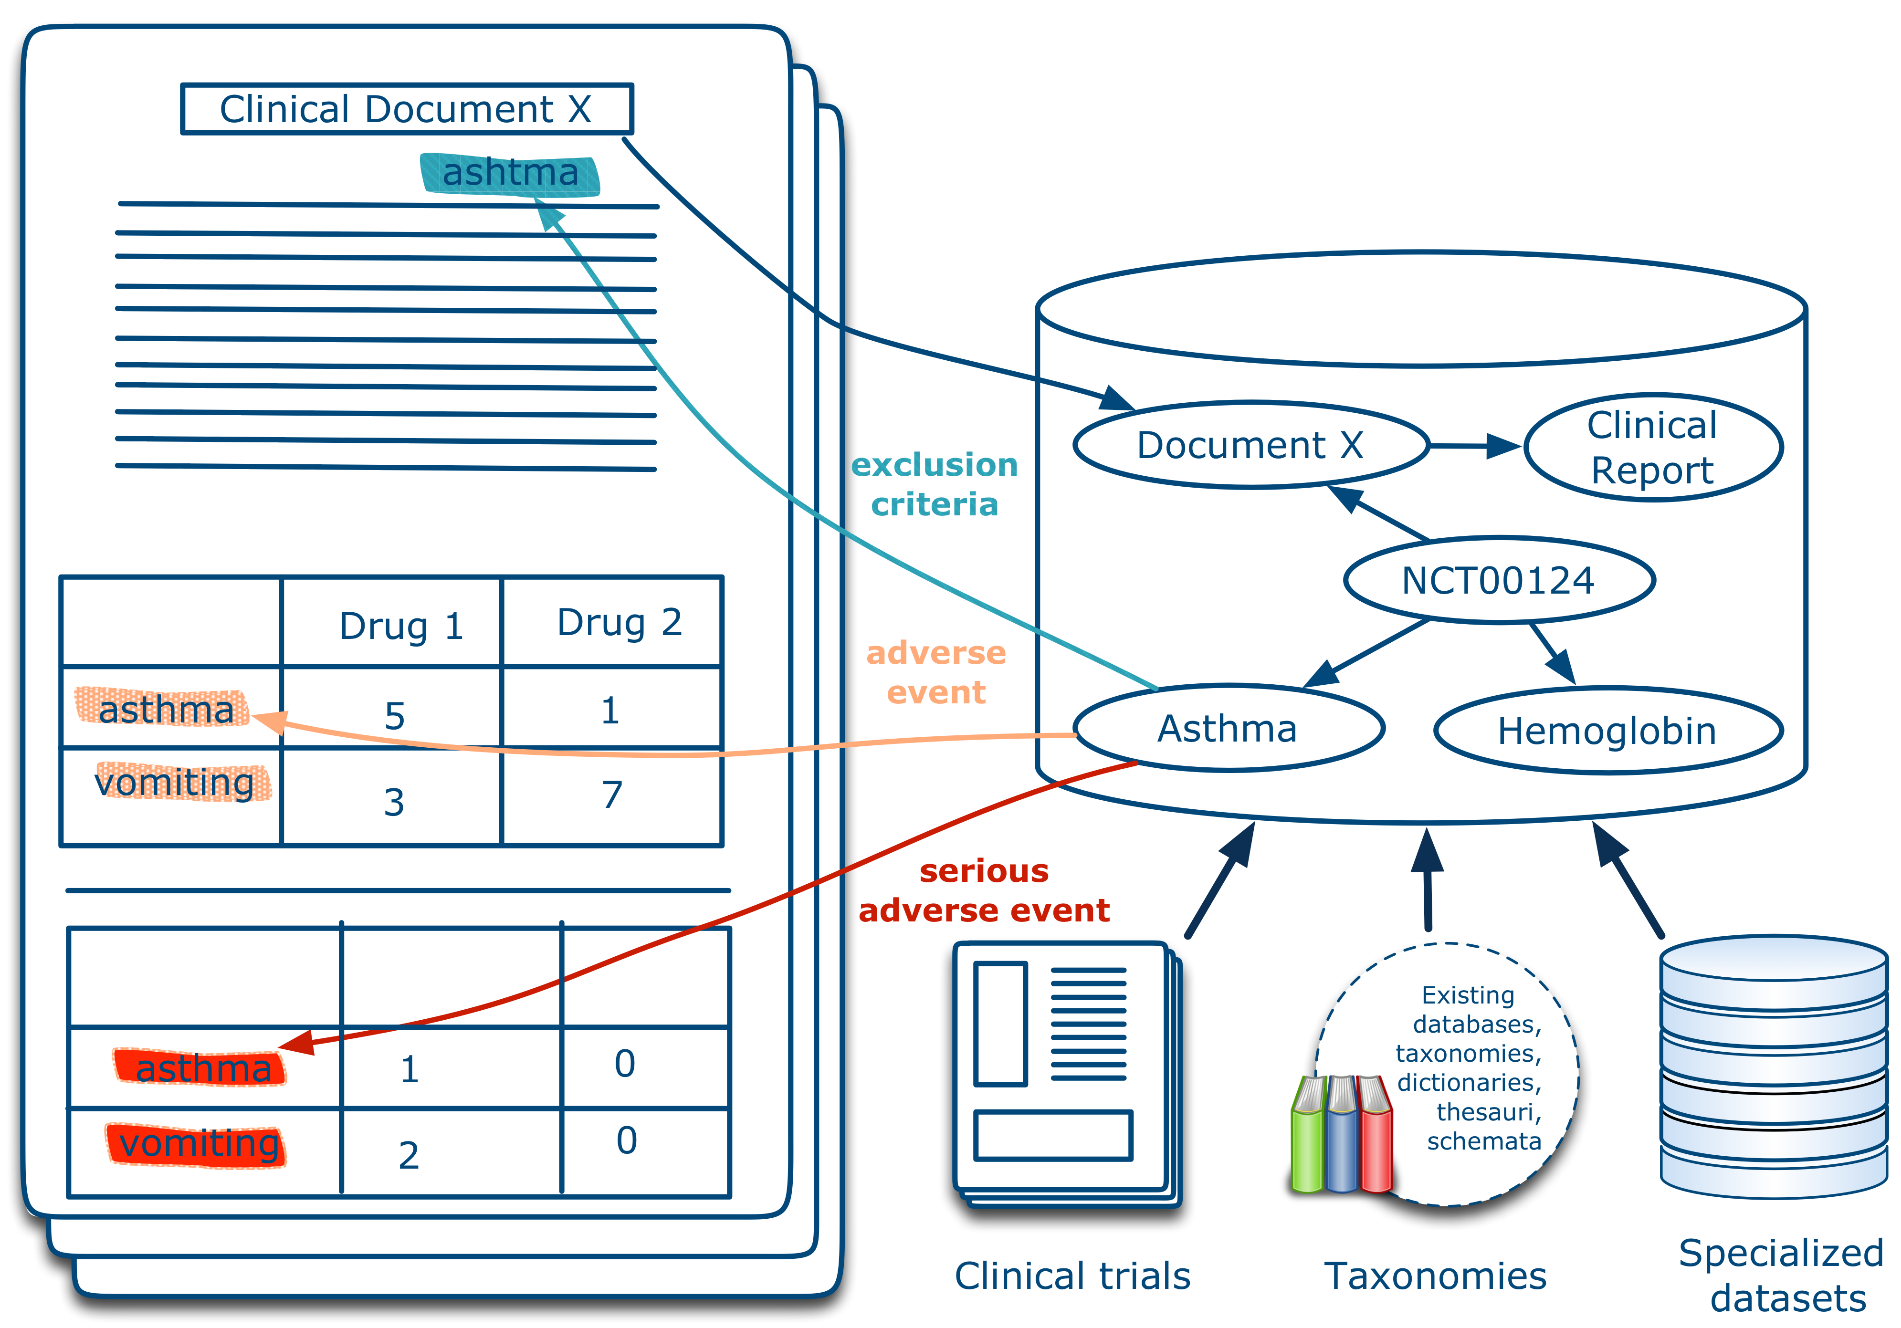 Clinical Document X
ashtma
Drug 1 Drug 2
asthma 5 1
vomiting 3 7
asthma 1 0
vomiting 2 0
exclusion
criteria
adverse
event
serious
adverse event
Document X
Clinical
Report
NCT00124
Asthma
Hemoglobin
Existing
databases,
taxonomies,
dictionaries,
thesauri,
schemata
Clinical trials
Taxonomies
Specialized
datasets